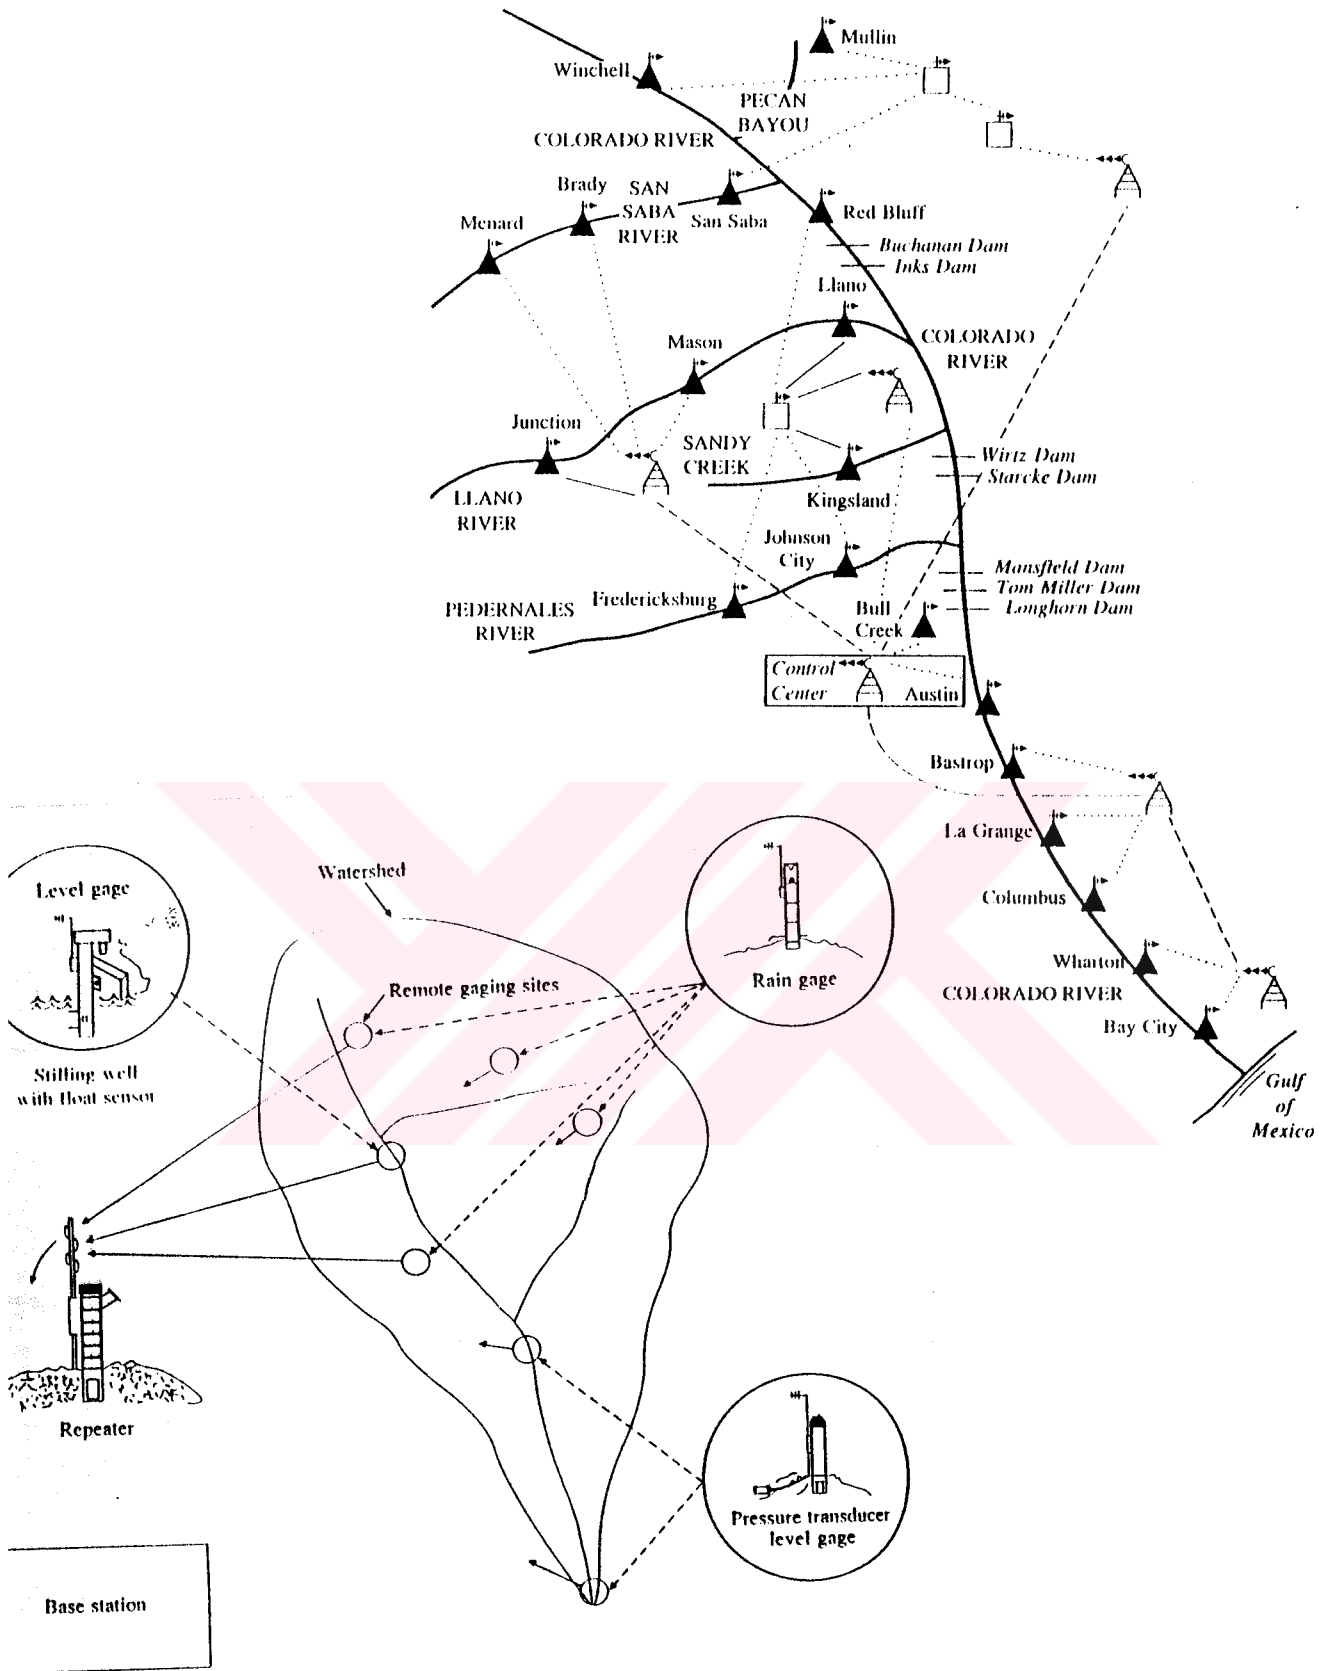 Mullin
Winchell
PECAN
BAYOU
COLORADO RIVER
Brady
SAN
SABA
RIVER
San Saba
Menard
Red Bluff
Buchanan Dam
Inks Dam
Llano
COLORADO
RIVER
Mason
Junction
SANDY
CREEK
Wirtz Dam
Starcke Dam
LLANO
RIVER
Kingsland
Johnson
City
Mansfield Dam
Tom Miller Dam
Longhorn Dam
PEDERNALES
RIVER
Fredericksburg
Bull
Creek
Control
Center
Austin
Bastrop
La Grange
Columbus
Wharton
COLORADO RIVER
Bay City
Gulf
of
Mexico
Level gage
Watershed
Rain gage
Remote gaging sites
Stilling well
with float sensor
Repeater
Pressure transducer
level gage
Base station